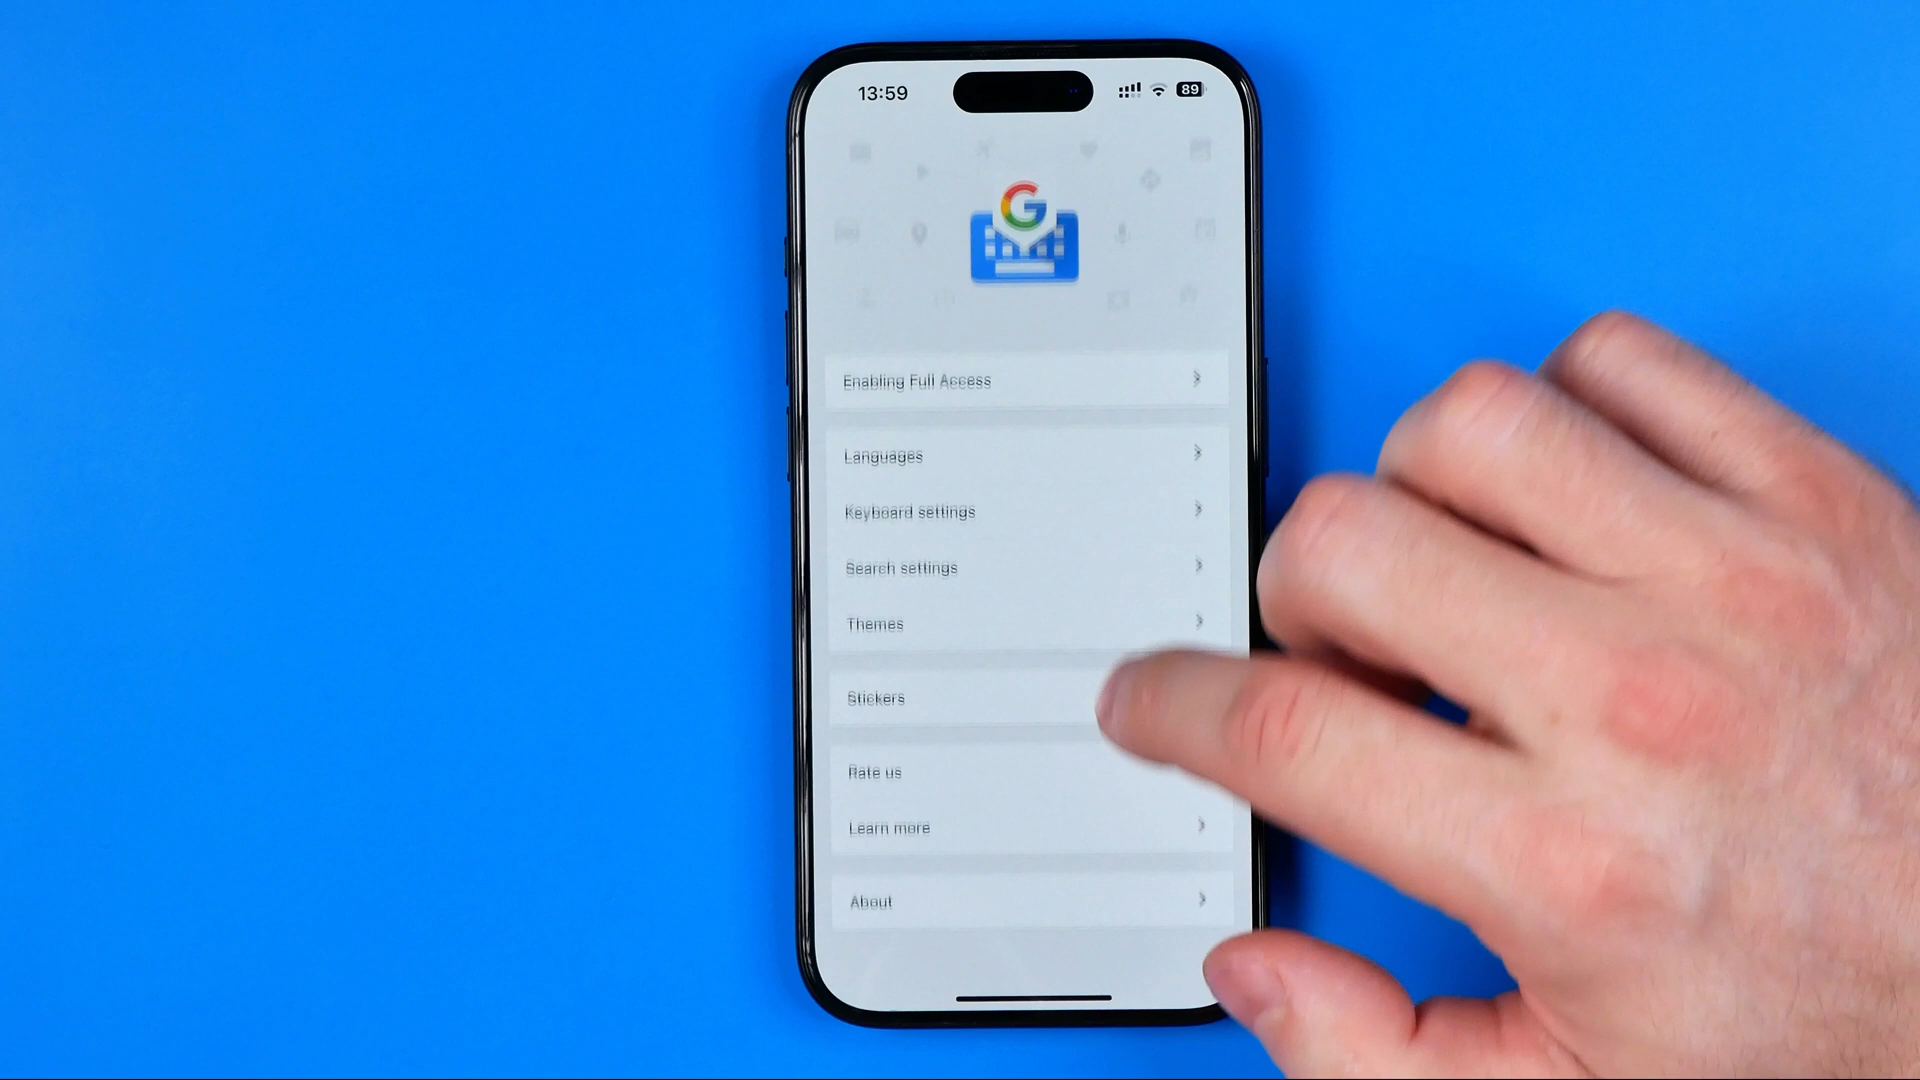 13:59
89
G
Enabling Full Access
Languages
Keyboard settings
Search settings
Themes
Stickers
Rate us
Learn more
About